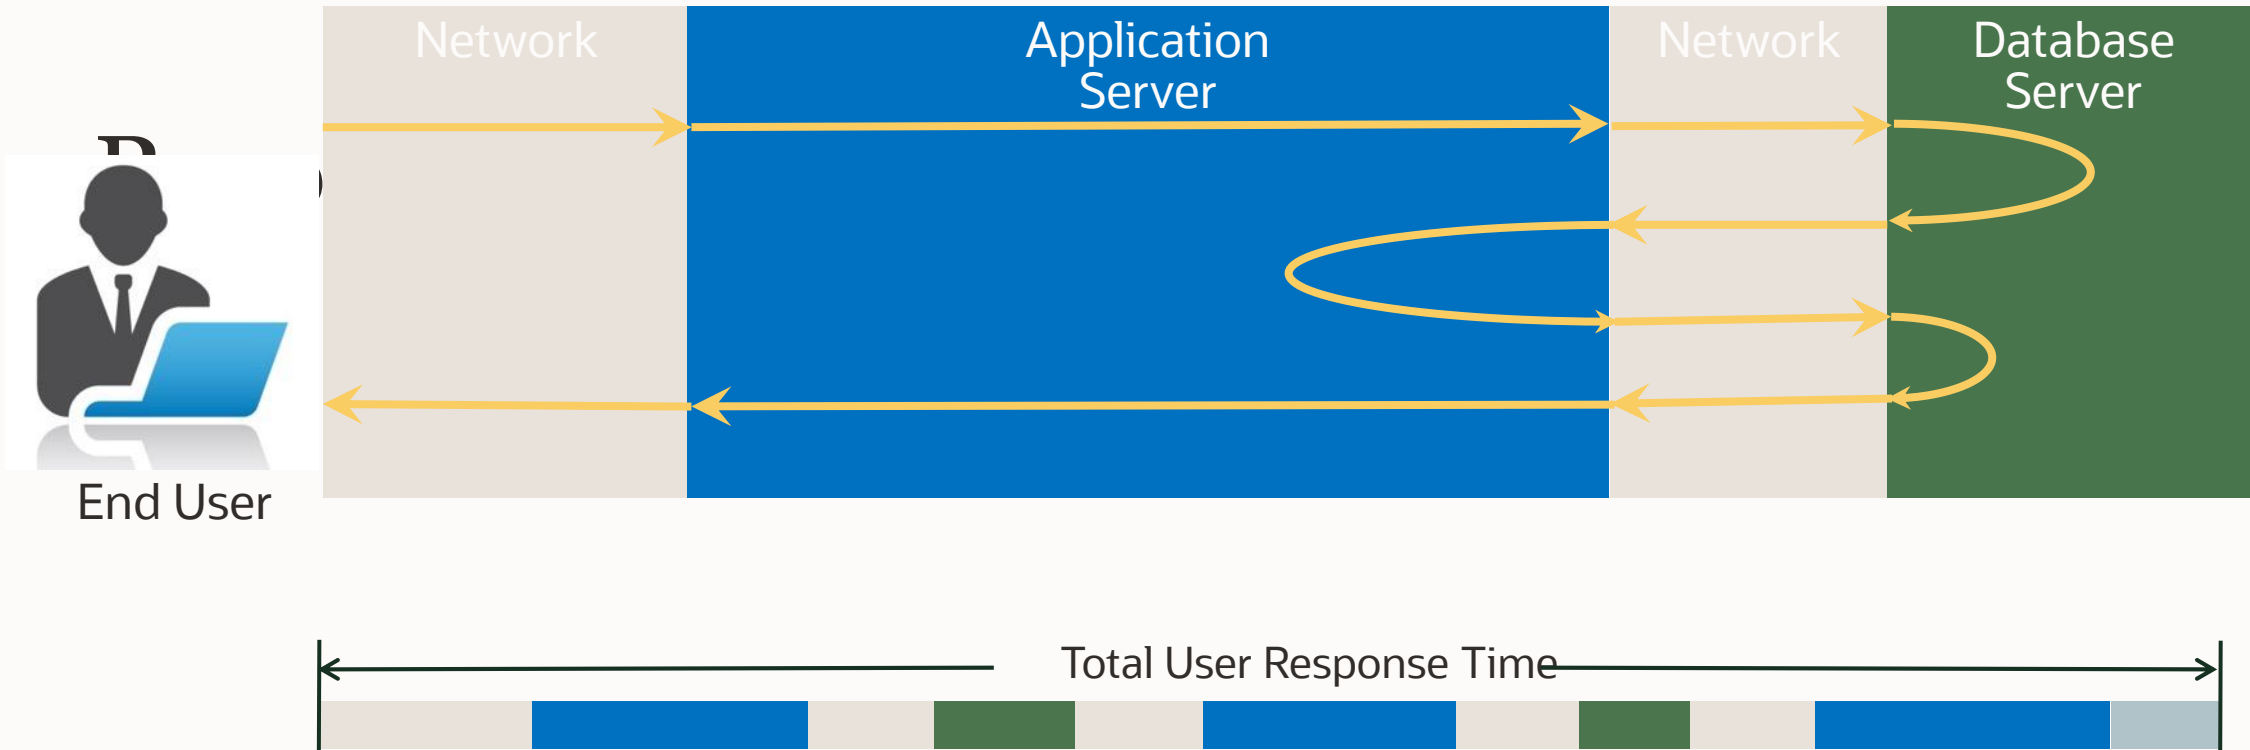 Network
Application
Server
Network
Database
Server
End User
Total User Response Time